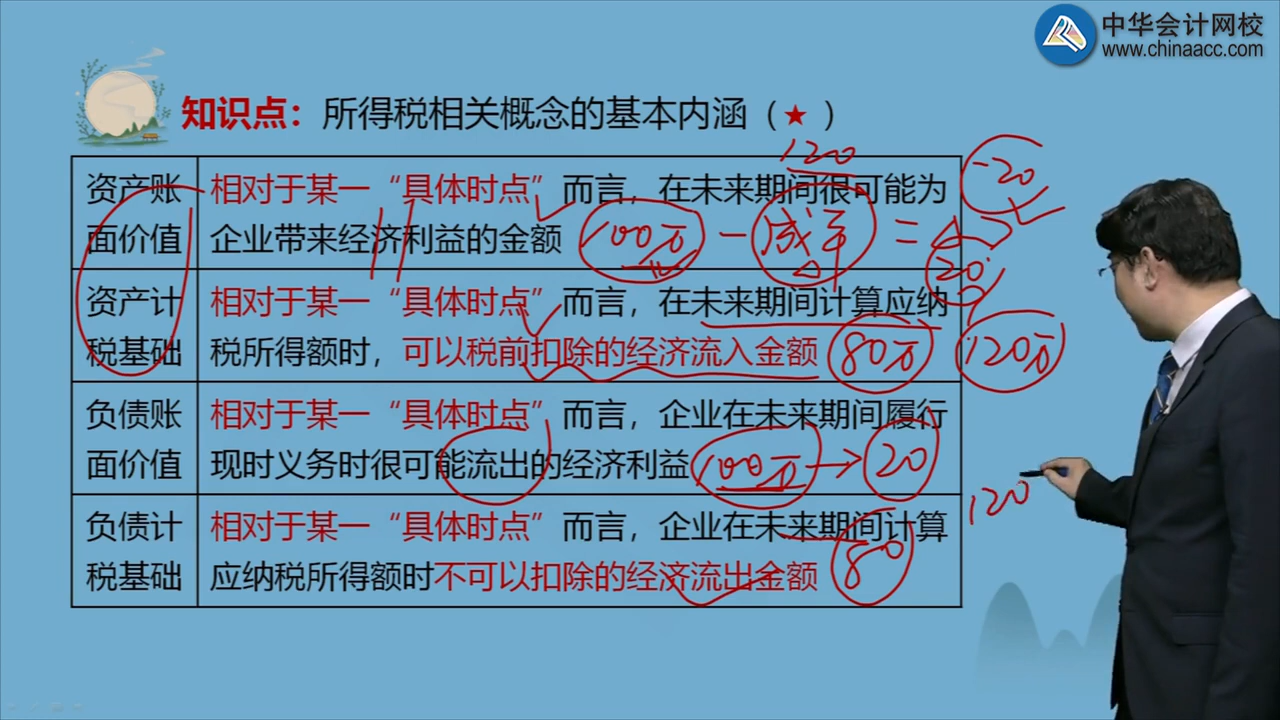 中华会计网校
www.chinaacc.com
知识点：所得税相关概念的基本内涵（★ ）
120
-20
资产账面价值
相对于某一“具体时点”而言，在未来期间很可能为
企业带来经济利益的金额
100万 -
=
20
资产计税基础
相对于某一“具体时点”而言，在未来期间计算应纳
税所得额时，可以税前扣除的经济流入金额
80万
120万
负债账面价值
相对于某一“具体时点”而言，企业在未来期间履行
现时义务时很可能流出的经济利益
100万→20
120
负债计税基础
相对于某一“具体时点”而言，企业在未来期间计算
应纳税所得额时不可以扣除的经济流出金额
80